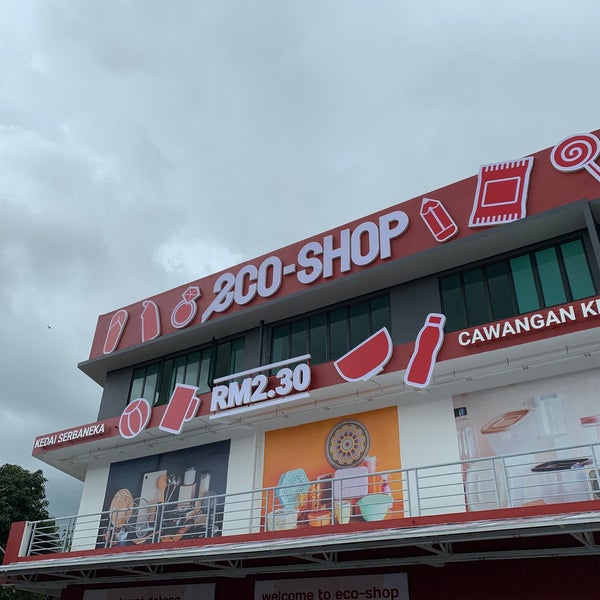 ECO-SHOP
CAWANGAN
RM2.30
KEDAI SERBANEKA
welcome to eco-shop